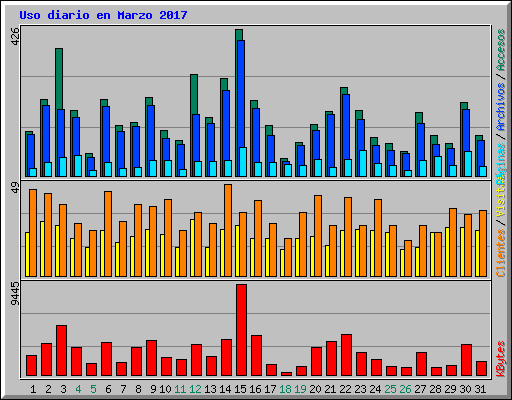 Uso diario en Marzo 2017
426
49
9445
Accesos / Archivos / Páginas
Clientes / visitas
KBytes
1 2 3 4 5 6 7 8 9 10 11 12 13 14 15 16 17 18 19 20 21 22 23 24 25 26 27 28 29 30 31